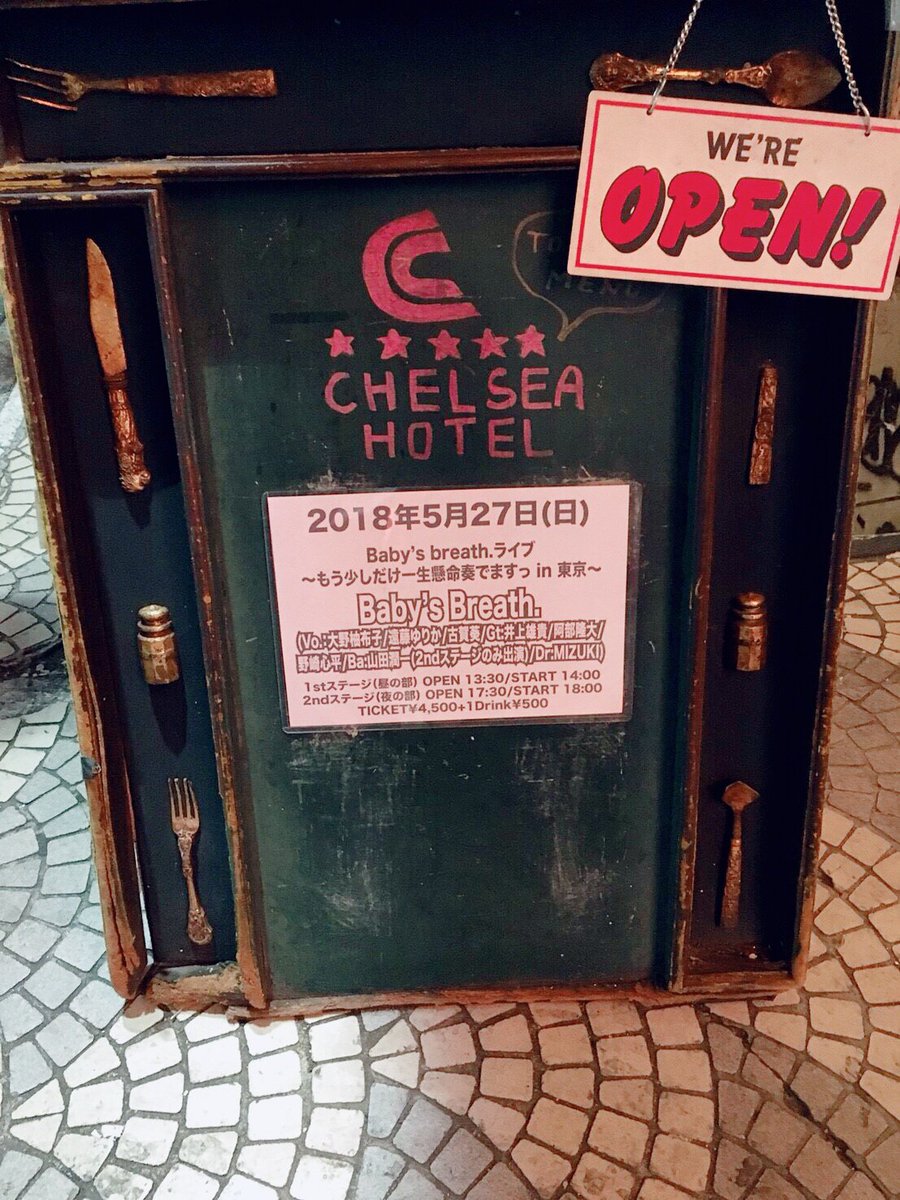 WE'RE
OPEN!
CHELSEA
HOTEL
2018年5月27日(日)
Baby's breath.ライブ
～もう少しだけ一生懸命奏でますっ in 東京～
Baby's Breath.
(Vo.:大野柚布子/遠藤ゆりか/古賀葵/Gt:井上雄貴/阿部隆大/
野崎心平/Ba:山田潤一(2ndステージのみ出演)/Dr:MIZUKI)
1stステージ(昼の部) OPEN 13:30/START 14:00
2ndステージ(夜の部) OPEN 17:30/START 18:00
TICKET¥4,500+1Drink¥500